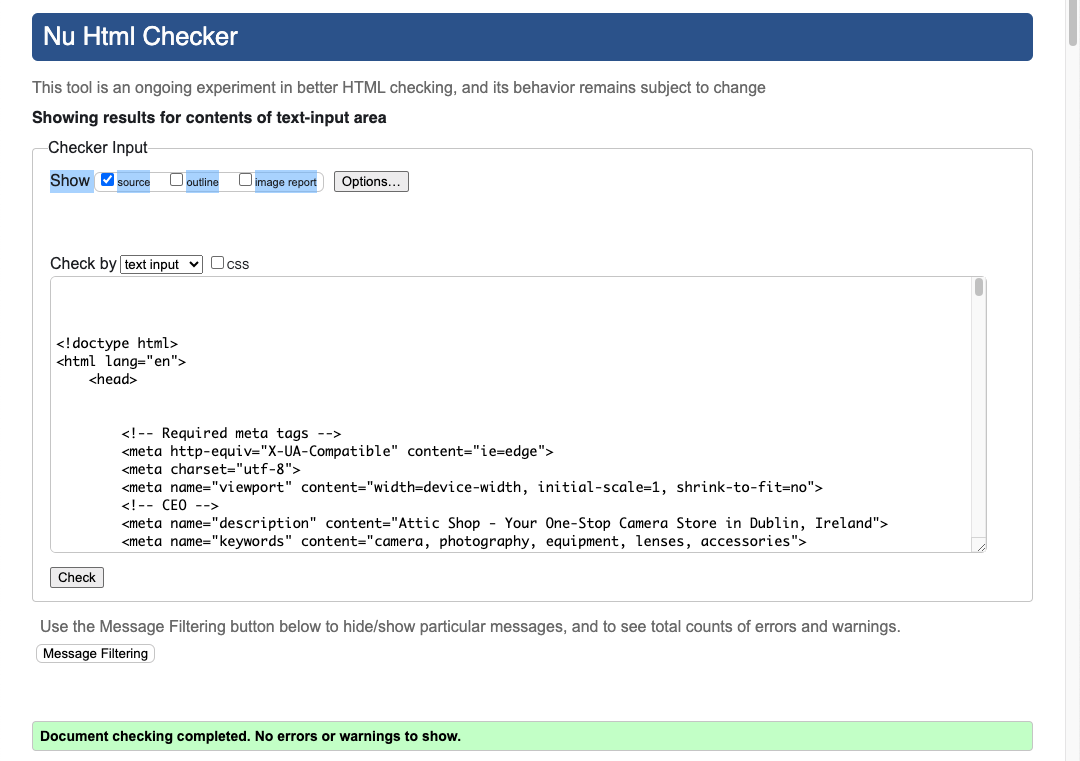 Nu Html Checker
This tool is an ongoing experiment in better HTML checking, and its behavior remains subject to change
Showing results for contents of text-input area
Checker Input
Show source outline image report Options...
Check by text input css
<!doctype html>
<html lang="en">
<head>
<!-- Required meta tags -->
<meta http-equiv="X-UA-Compatible" content="ie=edge">
<meta charset="utf-8">
<meta name="viewport" content="width=device-width, initial-scale=1, shrink-to-fit=no">
<!-- CEO -->
<meta name="description" content="Attic Shop - Your One-Stop Camera Store in Dublin, Ireland">
<meta name="keywords" content="camera, photography, equipment, lenses, accessories">
Check
Use the Message Filtering button below to hide/show particular messages, and to see total counts of errors and warnings.
Message Filtering
Document checking completed. No errors or warnings to show.